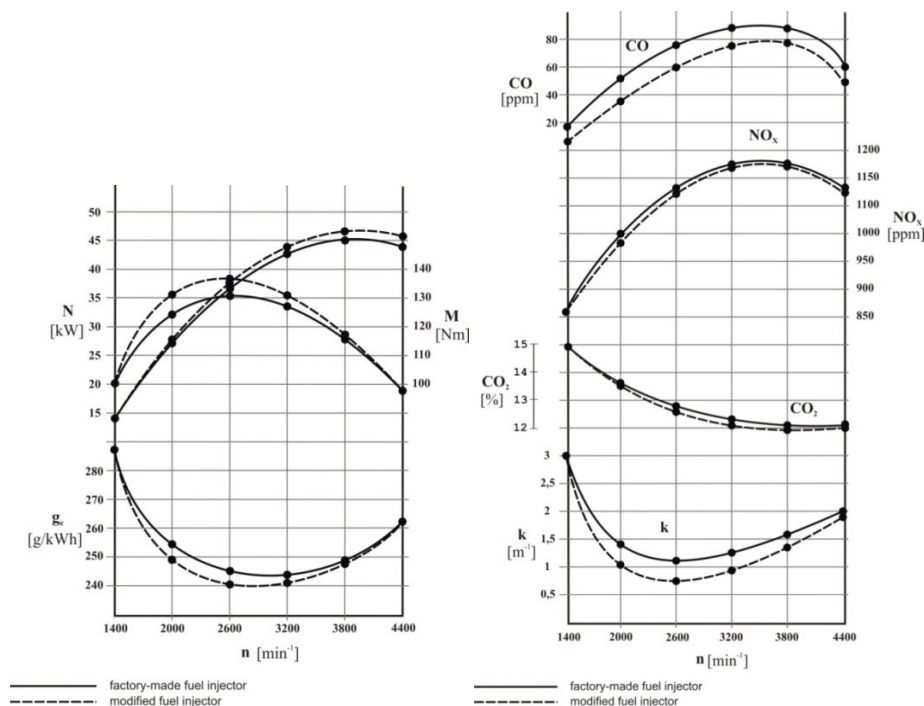 50
45
40
35
30
25
20
15
N
[kW]
140
130
120
110
100
M
[Nm]
280
270
260
250
240
gₑ
[g/kWh]
1400 2000 2600 3200 3800 4400
n [min⁻¹]
factory-made fuel injector
modified fuel injector
80
60
40
20
CO
[ppm]
CO
NOₓ
1200
1150
1100
1000
950
900
850
NOₓ
[ppm]
15
14
13
12
CO₂
[%]
CO₂
3
2,5
2
1,5
1
0,5
k
[m⁻¹]
k
1400 2000 2600 3200 3800 4400
n [min⁻¹]
factory-made fuel injector
modified fuel injector